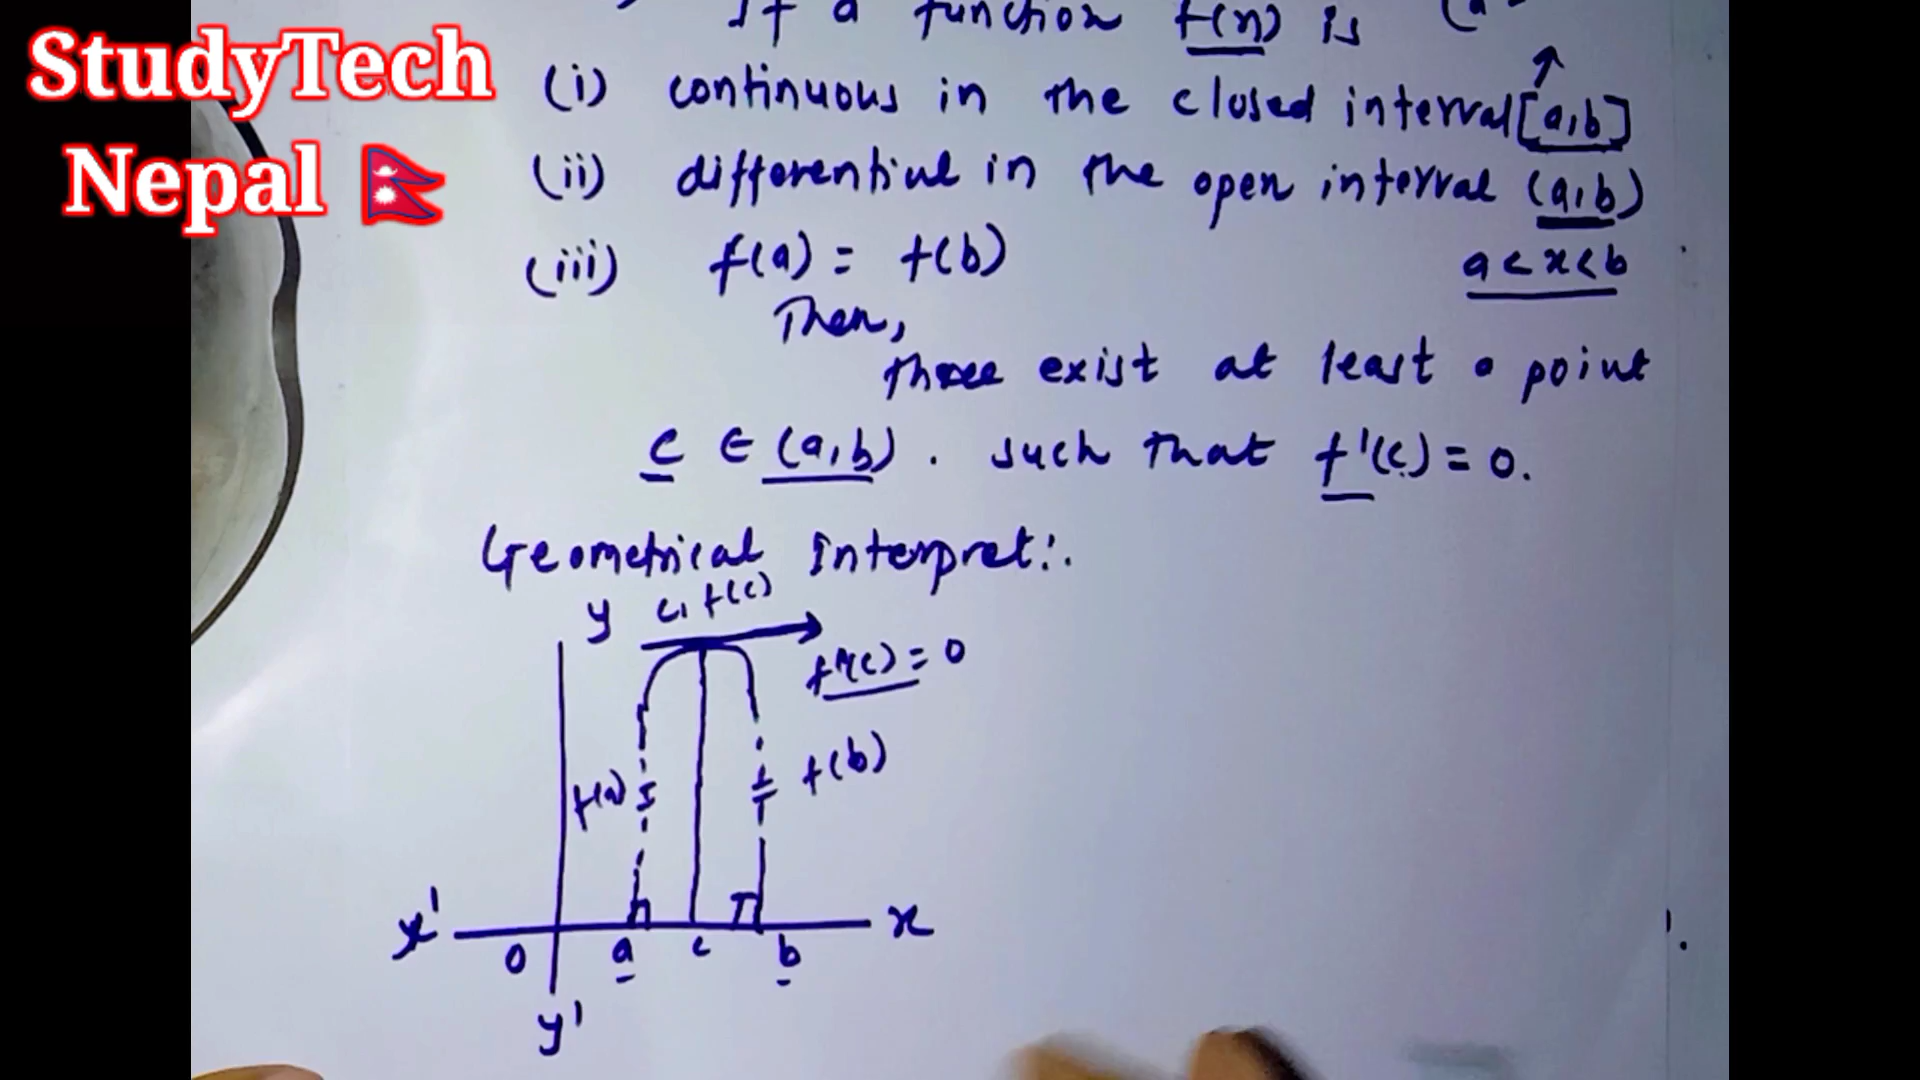 StudyTech
Nepal
If a function f(x) is
(i) continuous in the closed interval [a,b]
(ii) differential in the open interval (a,b)
a<x<b
(iii) f(a) = f(b)
Then,
there exist at least a point
c ∈ (a,b). such that f'(c) = 0.
Geometrical Interpret:.
y c, f(c)
f'(c) = 0
f(a) f(b)
x' x
0 a c b
y'